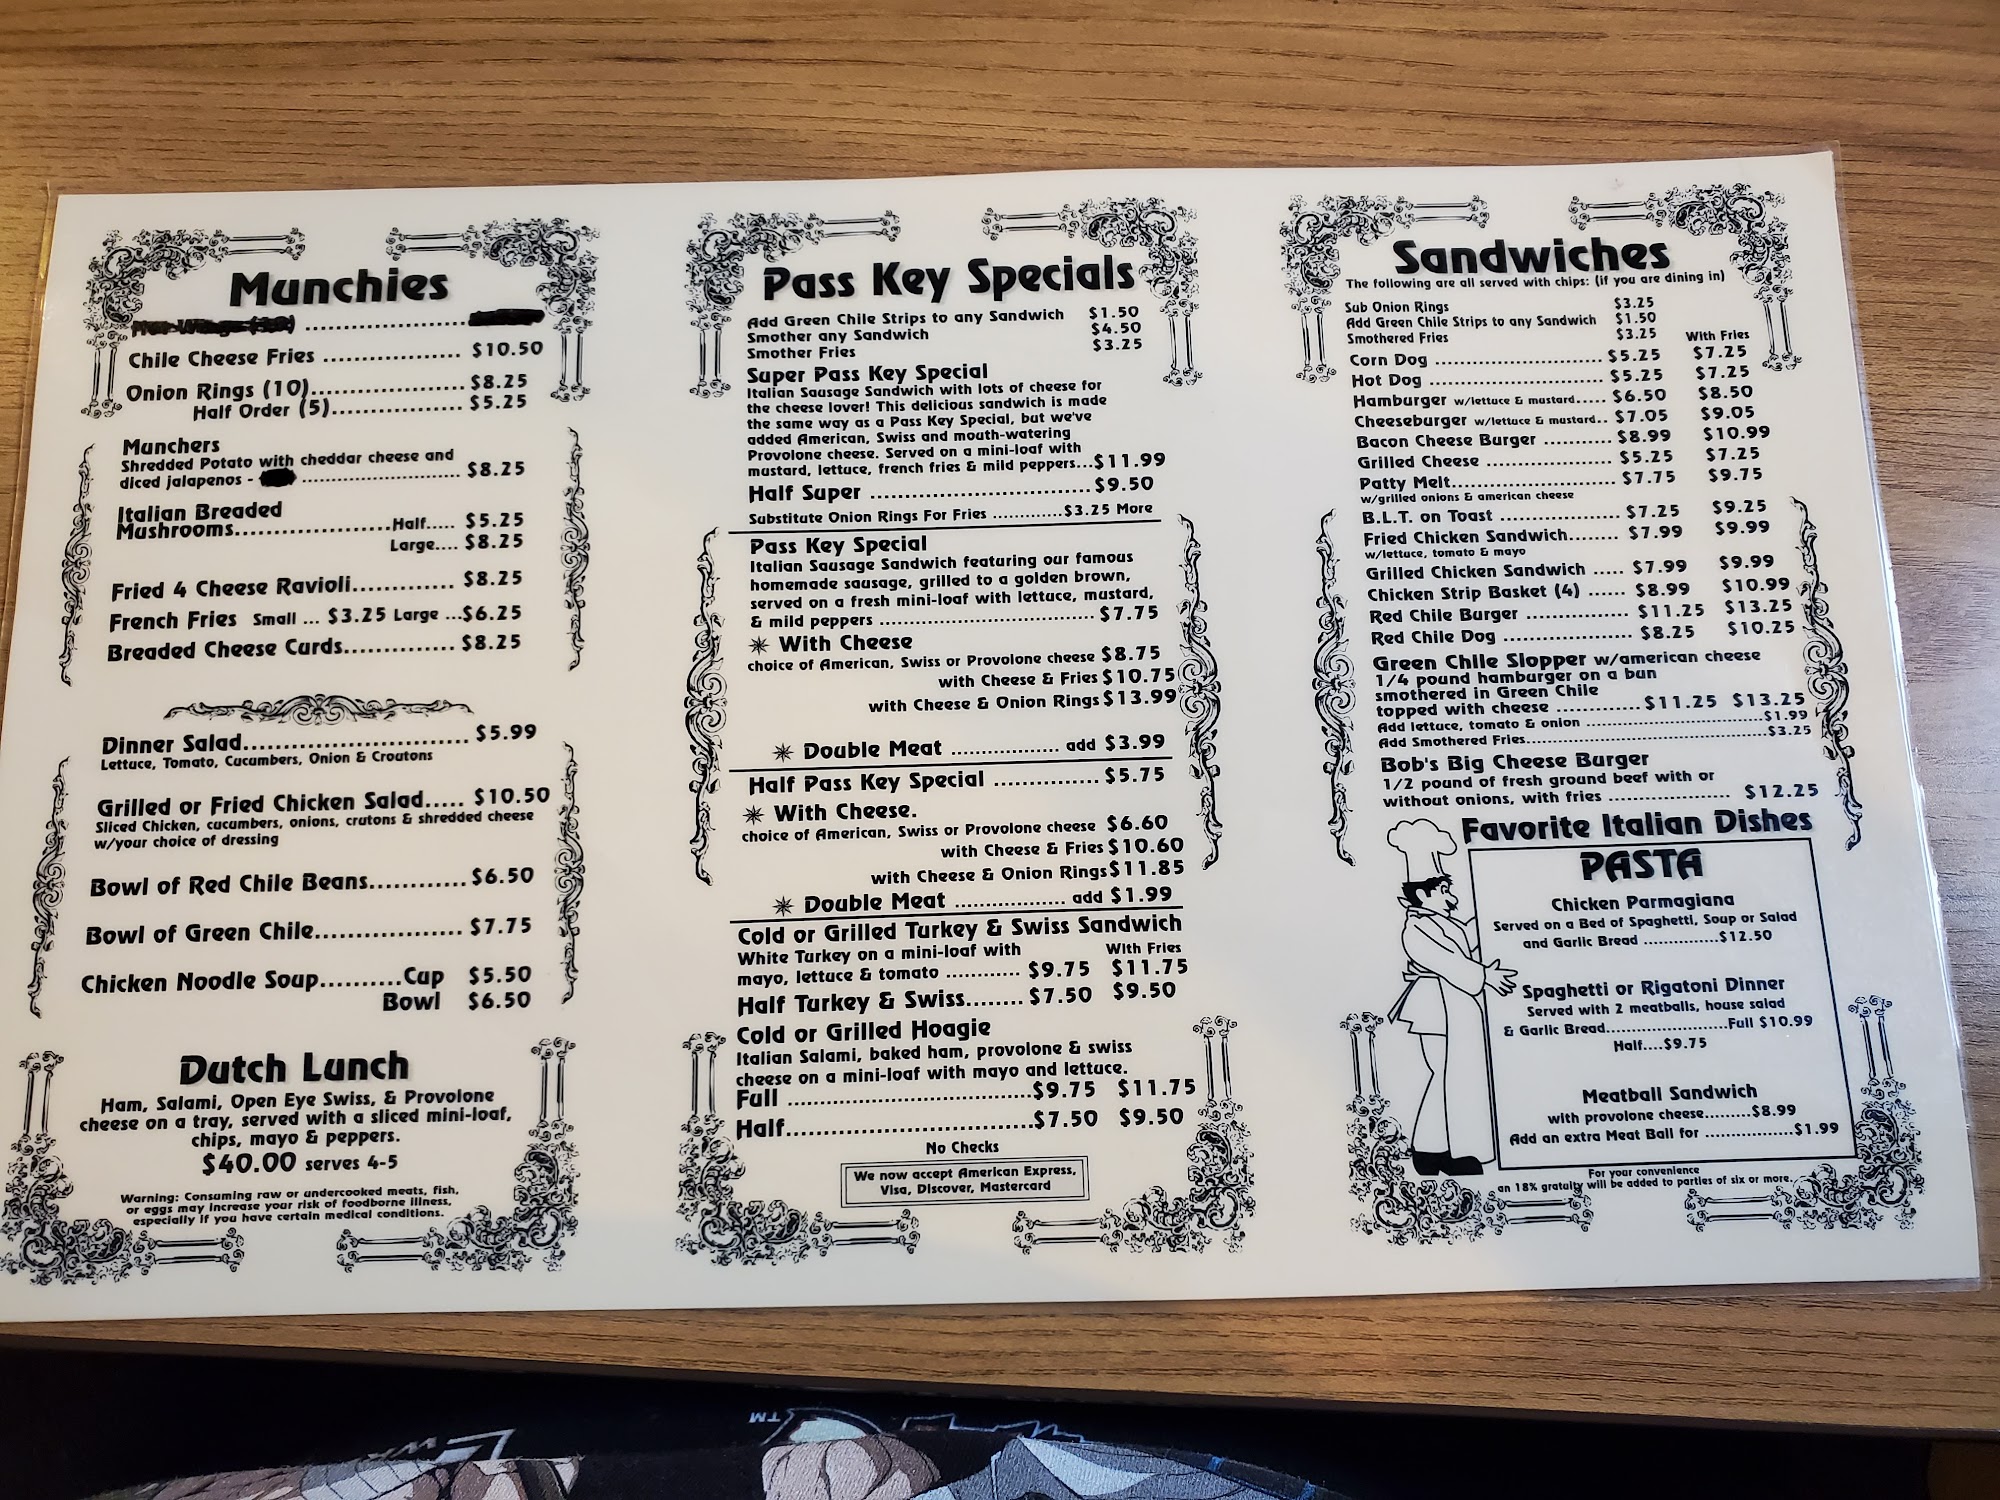 Munchies
Chile Cheese Fries .................. $10.50
Onion Rings (10)..................... $8.25
Half Order (5).................. $5.25
Munchers
Shredded Potato with cheddar cheese and
diced jalapenos - .......................... $8.25
Italian Breaded
Mushrooms.....................Half..... $5.25
Large.... $8.25
Fried 4 Cheese Ravioli............. $8.25
French Fries Small ... $3.25 Large ...$6.25
Breaded Cheese Curds.............. $8.25
Dinner Salad............................. $5.99
Lettuce, Tomato, Cucumbers, Onion & Croutons
Grilled or Fried Chicken Salad..... $10.50
Sliced Chicken, cucumbers, onions, crutons & shredded cheese
w/your choice of dressing
Bowl of Red Chile Beans............ $6.50
Bowl of Green Chile................... $7.75
Chicken Noodle Soup..........Cup $5.50
Bowl $6.50
Dutch Lunch
Ham, Salami, Open Eye Swiss, & Provolone
cheese on a tray, served with a sliced mini-loaf,
chips, mayo & peppers.
$40.00 serves 4-5
Warning: Consuming raw or undercooked meats, fish,
or eggs may increase your risk of foodborne illness,
especially if you have certain medical conditions.
Pass Key Specials
Add Green Chile Strips to any Sandwich $1.50
Smother any Sandwich $4.50
Smother Fries $3.25
Super Pass Key Special
Italian Sausage Sandwich with lots of cheese for
the cheese lover! This delicious sandwich is made
the same way as a Pass Key Special, but we've
added American, Swiss and mouth-watering
Provolone cheese. Served on a mini-loaf with
mustard, lettuce, french fries & mild peppers...$11.99
Half Super .................................$9.50
Substitute Onion Rings For Fries .............$3.25 More
Pass Key Special
Italian Sausage Sandwich featuring our famous
homemade sausage, grilled to a golden brown,
served on a fresh mini-loaf with lettuce, mustard,
& mild peppers .................................... $7.75
✳ With Cheese
choice of American, Swiss or Provolone cheese $8.75
with Cheese & Fries $10.75
with Cheese & Onion Rings $13.99
✳ Double Meat ................... add $3.99
Half Pass Key Special ............... $5.75
✳ With Cheese.
choice of American, Swiss or Provolone cheese $6.60
with Cheese & Fries $10.60
with Cheese & Onion Rings $11.85
✳ Double Meat .................... add $1.99
Cold or Grilled Turkey & Swiss Sandwich
White Turkey on a mini-loaf with With Fries
mayo, lettuce & tomato ............ $9.75 $11.75
Half Turkey & Swiss........ $7.50 $9.50
Cold or Grilled Hoagie
Italian Salami, baked ham, provolone & swiss
cheese on a mini-loaf with mayo and lettuce.
Full ...................................$9.75 $11.75
Half...................................$7.50 $9.50
No Checks
We now accept American Express,
Visa, Discover, Mastercard
Sandwiches
The following are all served with chips: (if you are dining in)
Sub Onion Rings $3.25
Add Green Chile Strips to any Sandwich $1.50
Smothered Fries $3.25 With Fries
Corn Dog ............................. $5.25 $7.25
Hot Dog .............................. $5.25 $7.25
Hamburger w/lettuce & mustard..... $6.50 $8.50
Cheeseburger w/lettuce & mustard.. $7.05 $9.05
Bacon Cheese Burger ........... $8.99 $10.99
Grilled Cheese ..................... $5.25 $7.25
Patty Melt............................ $7.75 $9.75
w/grilled onions & american cheese
B.L.T. on Toast .................... $7.25 $9.25
Fried Chicken Sandwich........ $7.99 $9.99
w/lettuce, tomato & mayo
Grilled Chicken Sandwich ..... $7.99 $9.99
Chicken Strip Basket (4) ...... $8.99 $10.99
Red Chile Burger .................. $11.25 $13.25
Red Chile Dog ...................... $8.25 $10.25
Green Chile Slopper w/american cheese
1/4 pound hamburger on a bun
smothered in Green Chile
topped with cheese ............$11.25 $13.25
Add lettuce, tomato & onion ..........................................$1.99
Add Smothered Fries..........................................................$3.25
Bob's Big Cheese Burger
1/2 pound of fresh ground beef with or
without onions, with fries .................... $12.25
Favorite Italian Dishes
PASTA
Chicken Parmagiana
Served on a Bed of Spaghetti, Soup or Salad
and Garlic Bread ...............$12.50
Spaghetti or Rigatoni Dinner
Served with 2 meatballs, house salad
& Garlic Bread........................Full $10.99
Half....$9.75
Meatball Sandwich
with provolone cheese.........$8.99
Add an extra Meat Ball for .................$1.99
For your convenience
an 18% gratuity will be added to parties of six or more.
TM